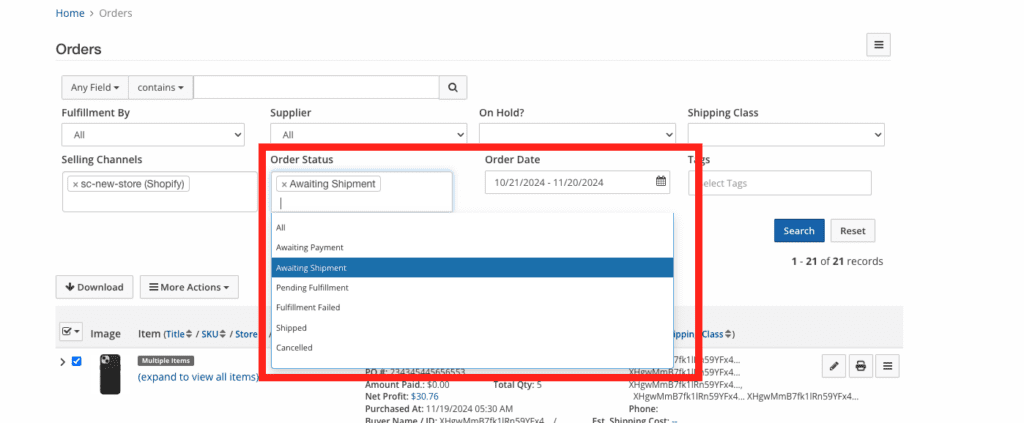 Home > Orders
Orders
Any Field contains
Fulfillment By Supplier On Hold? Shipping Class
All All
Selling Channels Order Status Order Date Tags
× sc-new-store (Shopify) × Awaiting Shipment 10/21/2024 - 11/20/2024 Select Tags
All
Awaiting Payment
Awaiting Shipment
Pending Fulfillment
Fulfillment Failed
Shipped
Cancelled
Search Reset
1 - 21 of 21 records
Download More Actions
Image Item (Title / SKU / Store / Class )
Multiple Items
(expand to view all items)
PO #: 234345445656553
Amount Paid.: $0.00 Total Qty: 5
Net Profit: $30.76
Purchased At: 11/19/2024 05:30 AM
Buyer Name / ID: XHgwMmB7fk1lRn59YFx4... /
XHgwMmB7fk1lRn59YFx4...
XHgwMmB7fk1lRn59YFx4...,
XHgwMmB7fk1lRn59YFx4... XHgwMmB7fk1lRn59YFx4...
Phone:
Est. Shipping Cost: --